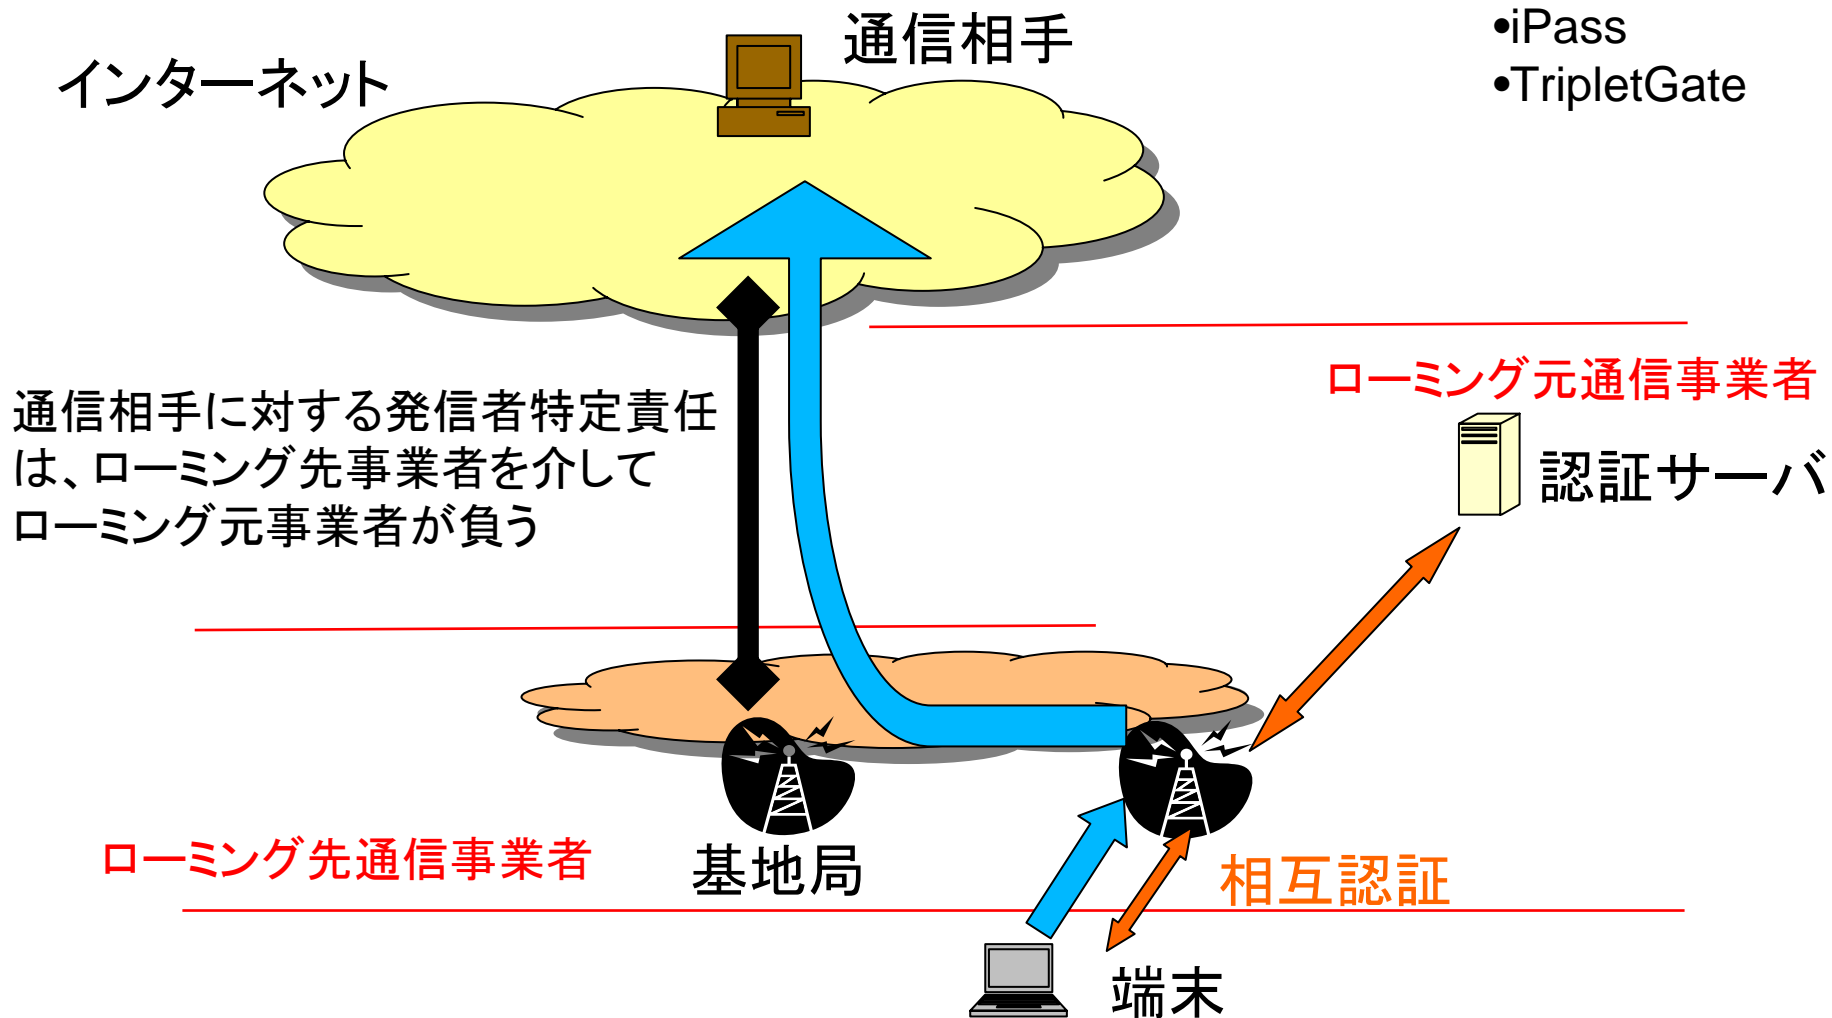 通信相手
•iPass
•TripletGate
インターネット
ローミング元通信事業者
通信相手に対する発信者特定責任
は、ローミング先事業者を介して
ローミング元事業者が負う
認証サーバ
ローミング先通信事業者
基地局
相互認証
端末